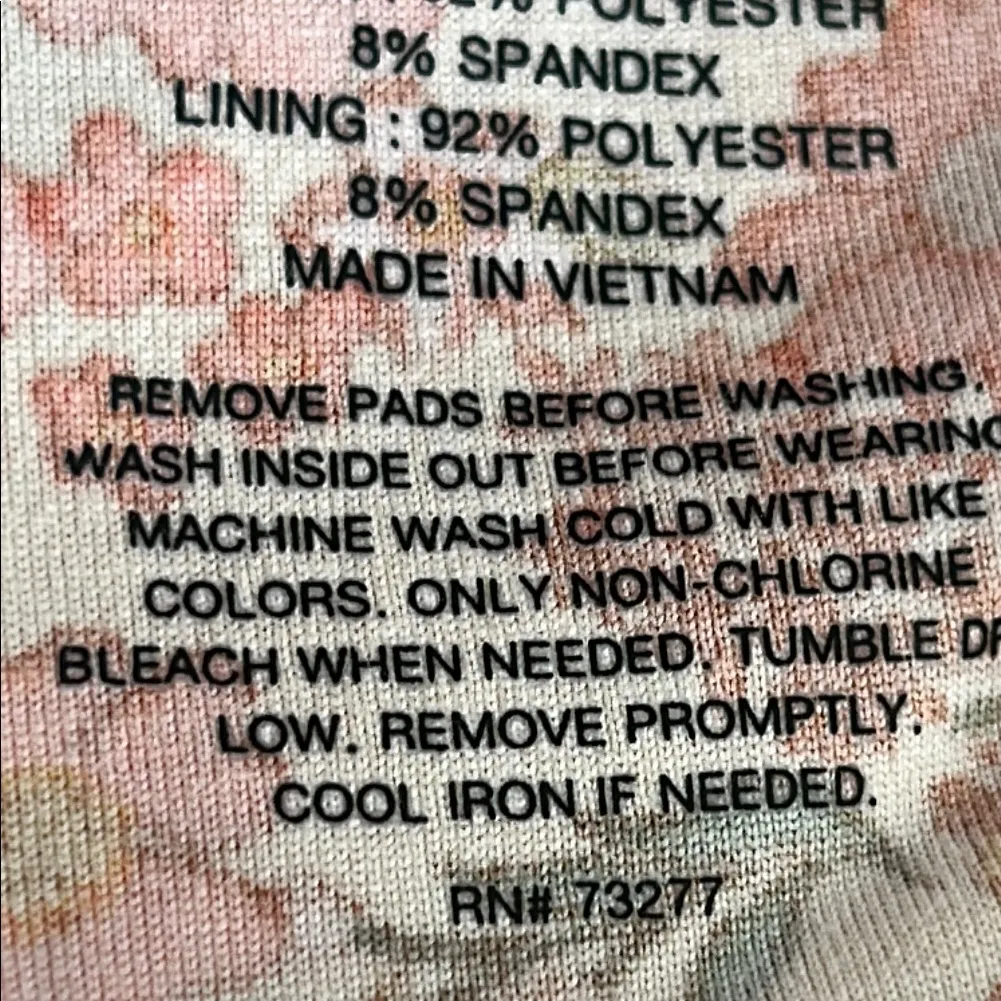 POLYESTER
8% SPANDEX
LINING : 92% POLYESTER
8% SPANDEX
MADE IN VIETNAM
REMOVE PADS BEFORE WASHING.
WASH INSIDE OUT BEFORE WEARING
MACHINE WASH COLD WITH LIKE
COLORS. ONLY NON-CHLORINE
BLEACH WHEN NEEDED. TUMBLE
LOW. REMOVE PROMPTLY.
COOL IRON IF NEEDED.
RN# 73277